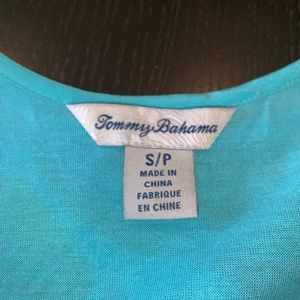 Tommy Bahama
S/P
MADE IN
CHINA
FABRIQUE
EN CHINE